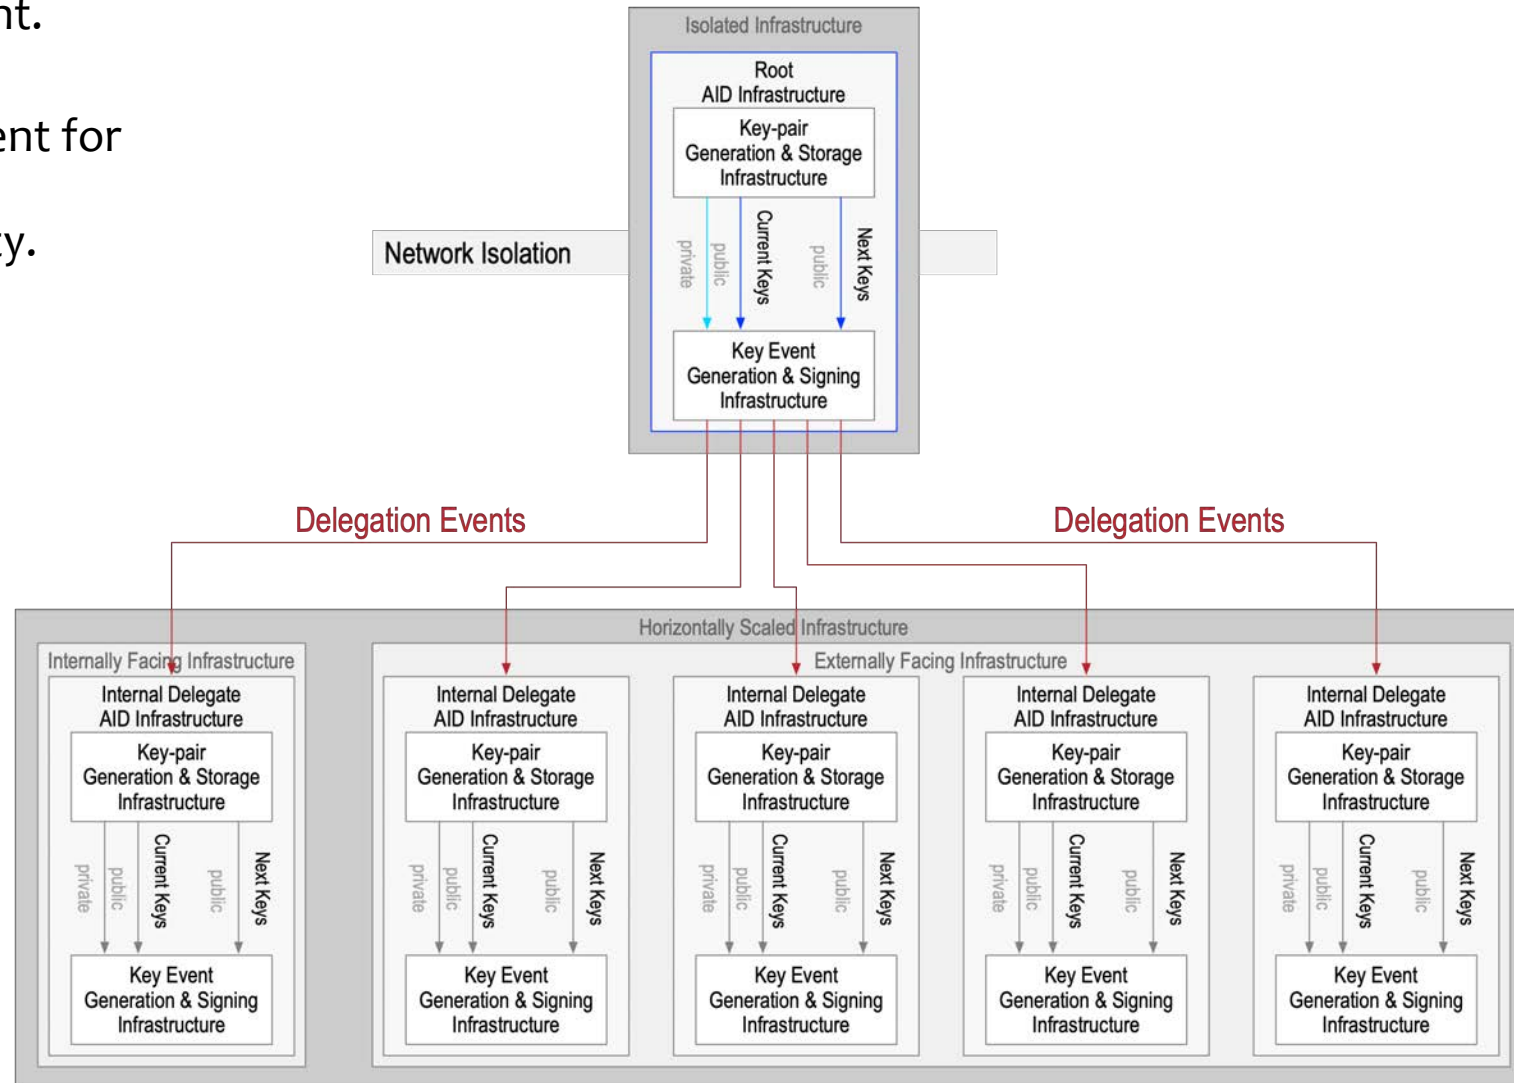 nt.
ent for
ty.
Isolated Infrastructure
Root
AID Infrastructure
Key-pair
Generation & Storage
Infrastructure
private
public
Current Keys
public
Next Keys
Network Isolation
Key Event
Generation & Signing
Infrastructure
Delegation Events
Delegation Events
Horizontally Scaled Infrastructure
Internally Facing Infrastructure
Internal Delegate
AID Infrastructure
Key-pair
Generation & Storage
Infrastructure
private
public
Current Keys
public
Next Keys
Key Event
Generation & Signing
Infrastructure
Externally Facing Infrastructure
Internal Delegate
AID Infrastructure
Key-pair
Generation & Storage
Infrastructure
private
public
Current Keys
public
Next Keys
Key Event
Generation & Signing
Infrastructure
Internal Delegate
AID Infrastructure
Key-pair
Generation & Storage
Infrastructure
private
public
Current Keys
public
Next Keys
Key Event
Generation & Signing
Infrastructure
Internal Delegate
AID Infrastructure
Key-pair
Generation & Storage
Infrastructure
private
public
Current Keys
public
Next Keys
Key Event
Generation & Signing
Infrastructure
Internal Delegate
AID Infrastructure
Key-pair
Generation & Storage
Infrastructure
private
public
Current Keys
public
Next Keys
Key Event
Generation & Signing
Infrastructure